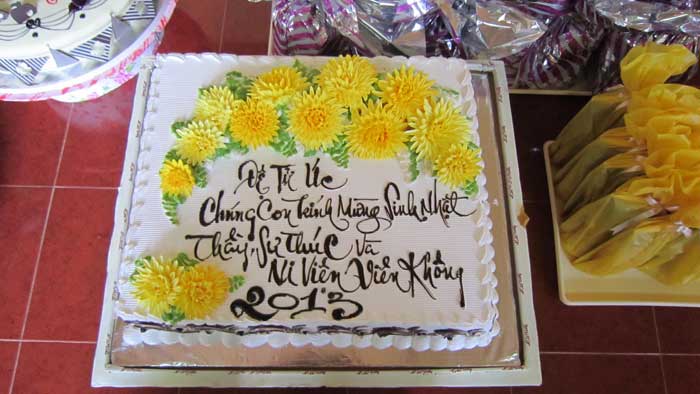 Đệ Tử Úc
Chúng Con Kính Mừng Sinh Nhật
Thầy, Sư Thúc Và
Ni Viện Viên Không
2013